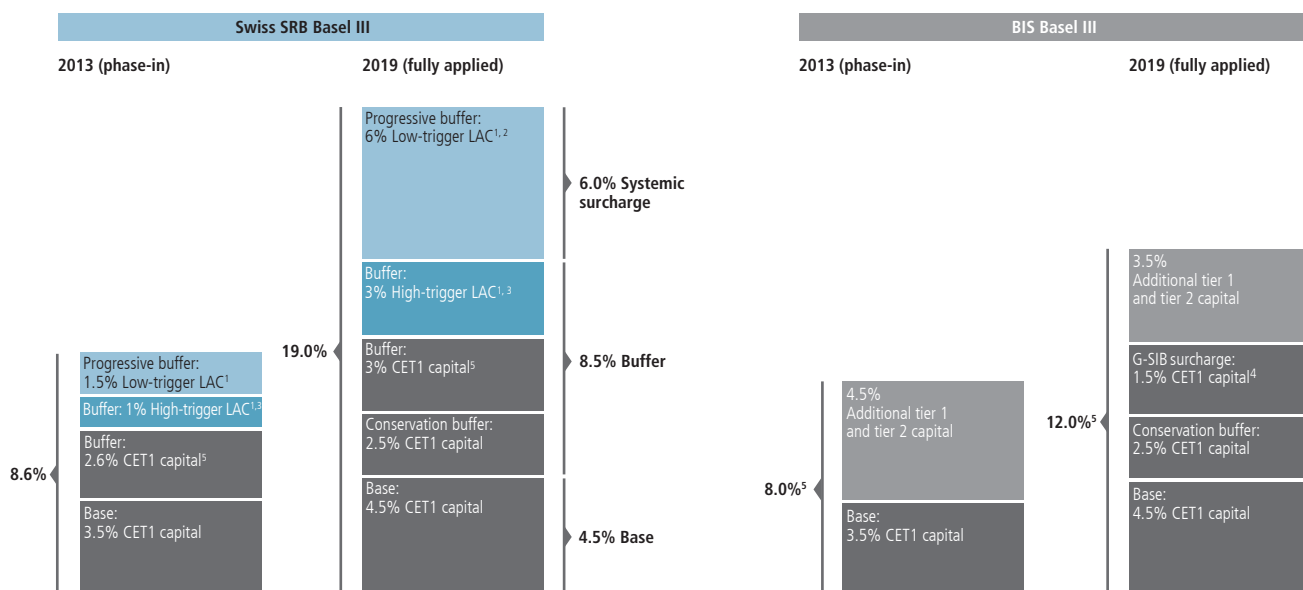 Swiss SRB Basel III
2013 (phase-in)
2019 (fully applied)
8.6%
Progressive buffer:
1.5% Low-trigger LAC¹
Buffer: 1% High-trigger LAC¹,³
Buffer:
2.6% CET1 capital⁵
Base:
3.5% CET1 capital
19.0%
Progressive buffer:
6% Low-trigger LAC¹, ²
Buffer:
3% High-trigger LAC¹, ³
Buffer:
3% CET1 capital⁵
Conservation buffer:
2.5% CET1 capital
Base:
4.5% CET1 capital
6.0% Systemic
surcharge
8.5% Buffer
4.5% Base
BIS Basel III
2013 (phase-in)
2019 (fully applied)
8.0%⁵
4.5%
Additional tier 1
and tier 2 capital
Base:
3.5% CET1 capital
12.0%⁵
3.5%
Additional tier 1
and tier 2 capital
G-SIB surcharge:
1.5% CET1 capital⁴
Conservation buffer:
2.5% CET1 capital
Base:
4.5% CET1 capital